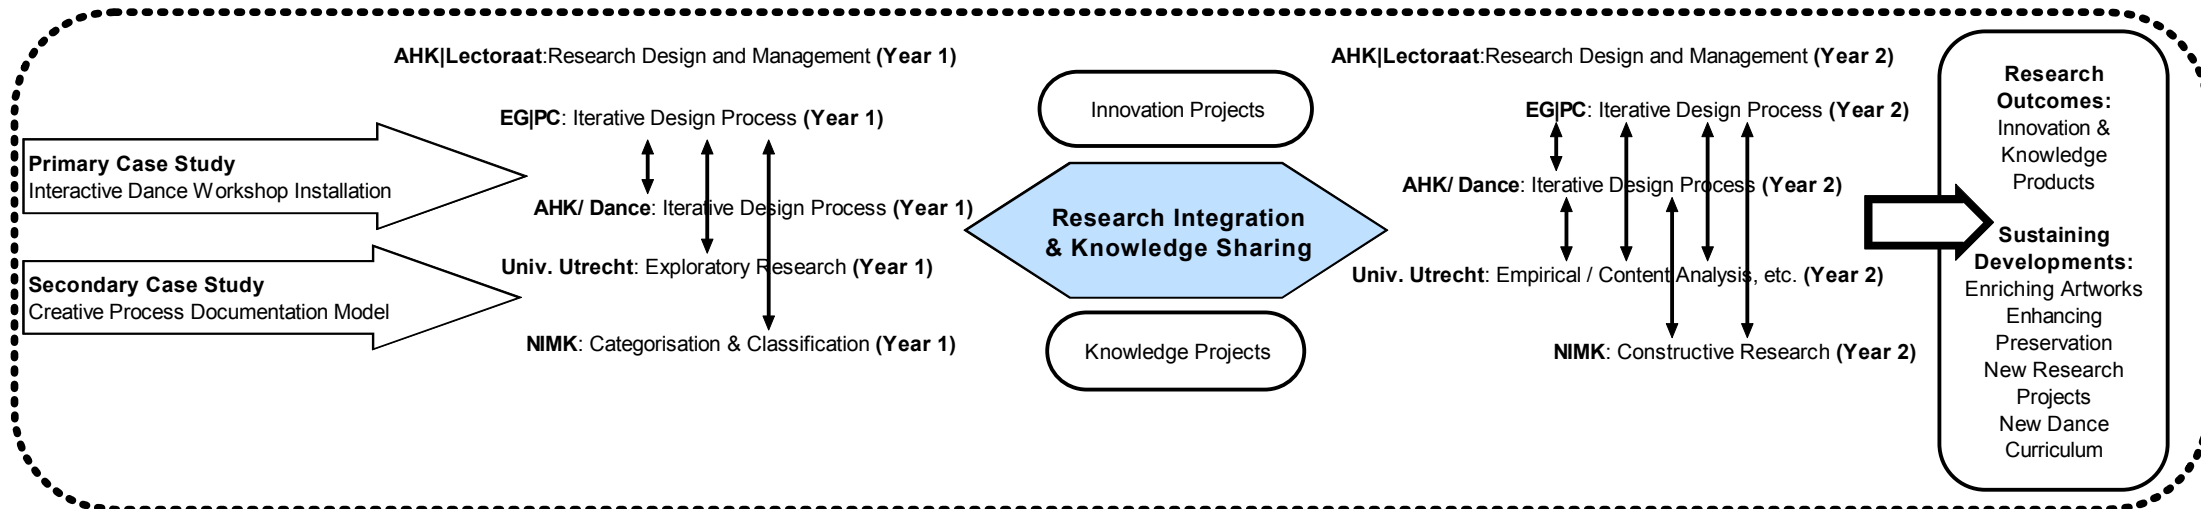 AHK|Lectoraat:Research Design and Management (Year 1)
EG|PC: Iterative Design Process (Year 1)
Primary Case Study
Interactive Dance Workshop Installation
AHK/ Dance: Iterative Design Process (Year 1)
Univ. Utrecht: Exploratory Research (Year 1)
Secondary Case Study
Creative Process Documentation Model
NIMK: Categorisation & Classification (Year 1)
Innovation Projects
Research Integration
& Knowledge Sharing
Knowledge Projects
AHK|Lectoraat:Research Design and Management (Year 2)
EG|PC: Iterative Design Process (Year 2)
AHK/ Dance: Iterative Design Process (Year 2)
Univ. Utrecht: Empirical / Content Analysis, etc. (Year 2)
NIMK: Constructive Research (Year 2)
Research
Outcomes:
Innovation &
Knowledge
Products
Sustaining
Developments:
Enriching Artworks
Enhancing
Preservation
New Research
Projects
New Dance
Curriculum